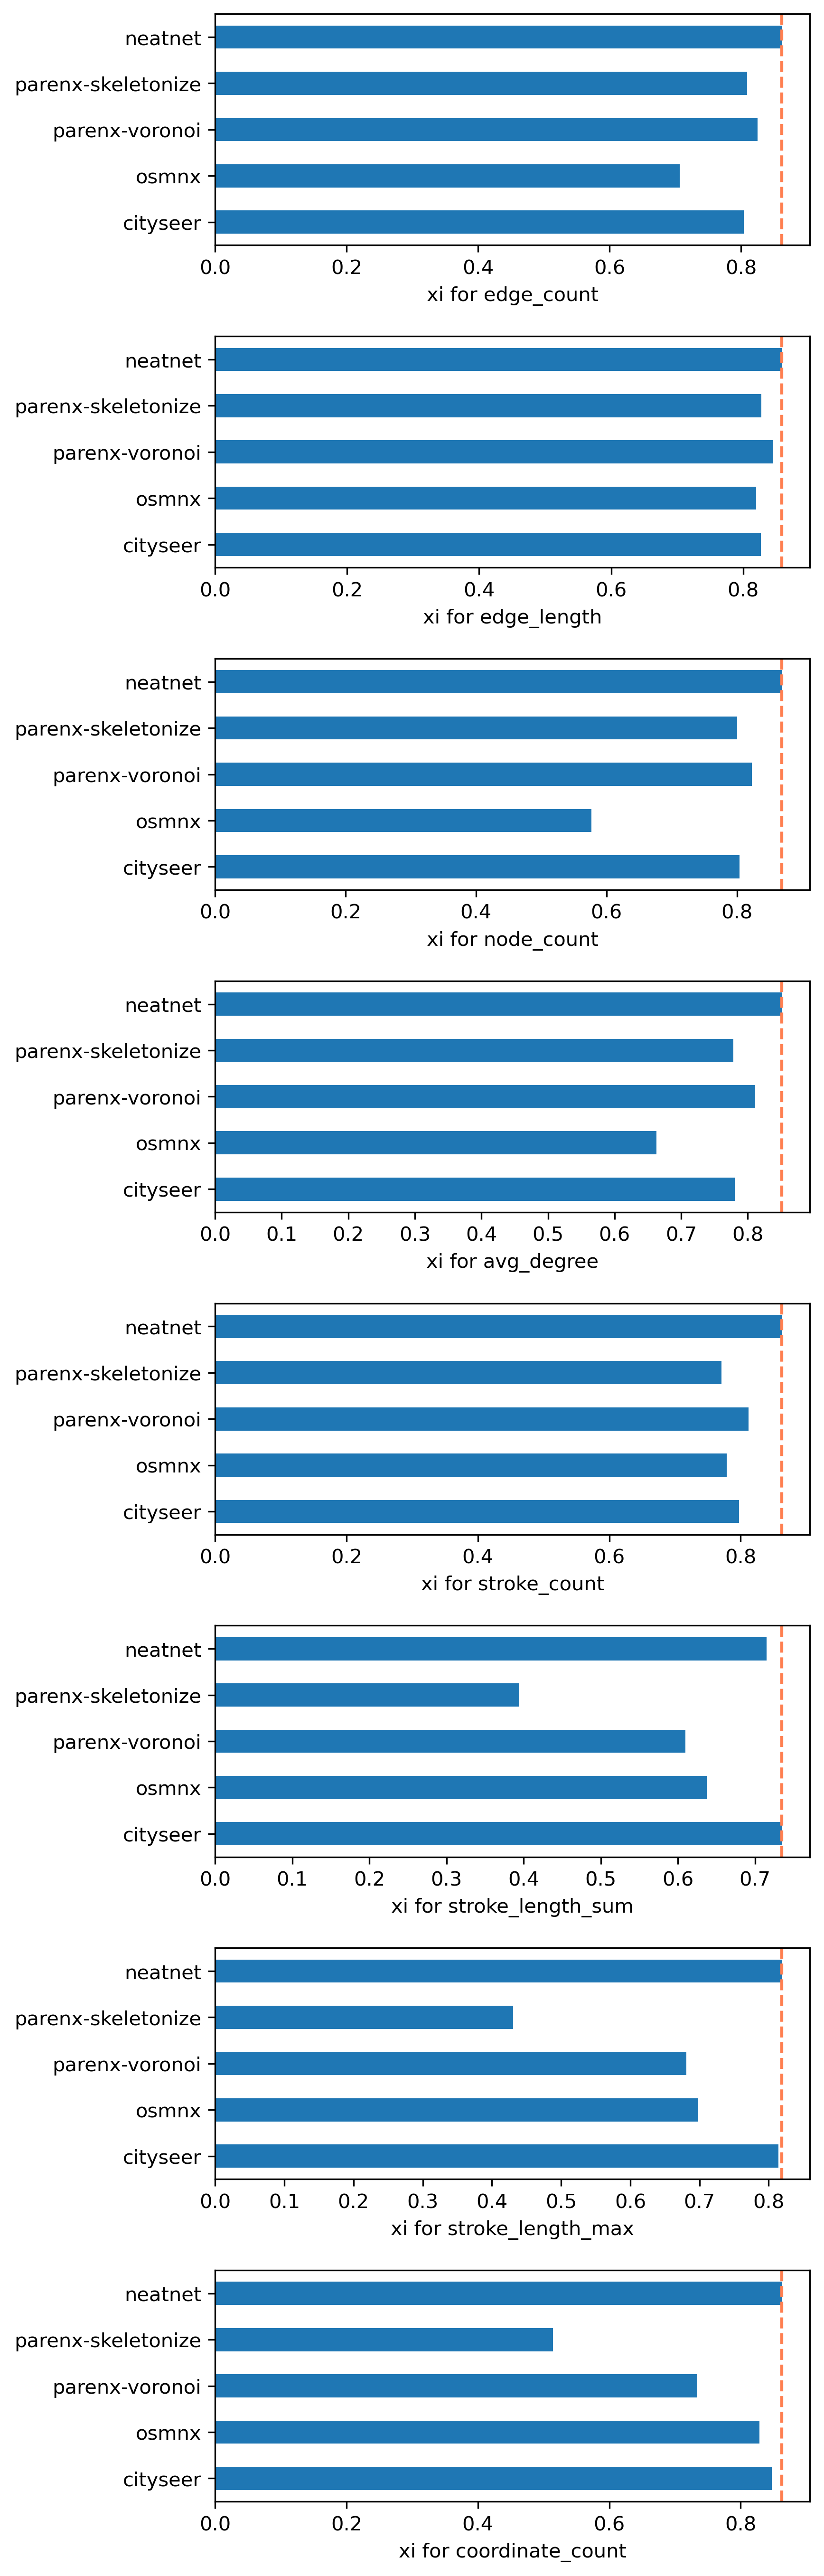 neatnet
parenx-skeletonize
parenx-voronoi
osmnx
cityseer
0.0 0.2 0.4 0.6 0.8
xi for edge_count
neatnet
parenx-skeletonize
parenx-voronoi
osmnx
cityseer
0.0 0.2 0.4 0.6 0.8
xi for edge_length
neatnet
parenx-skeletonize
parenx-voronoi
osmnx
cityseer
0.0 0.2 0.4 0.6 0.8
xi for node_count
neatnet
parenx-skeletonize
parenx-voronoi
osmnx
cityseer
0.0 0.1 0.2 0.3 0.4 0.5 0.6 0.7 0.8
xi for avg_degree
neatnet
parenx-skeletonize
parenx-voronoi
osmnx
cityseer
0.0 0.2 0.4 0.6 0.8
xi for stroke_count
neatnet
parenx-skeletonize
parenx-voronoi
osmnx
cityseer
0.0 0.1 0.2 0.3 0.4 0.5 0.6 0.7
xi for stroke_length_sum
neatnet
parenx-skeletonize
parenx-voronoi
osmnx
cityseer
0.0 0.1 0.2 0.3 0.4 0.5 0.6 0.7 0.8
xi for stroke_length_max
neatnet
parenx-skeletonize
parenx-voronoi
osmnx
cityseer
0.0 0.2 0.4 0.6 0.8
xi for coordinate_count